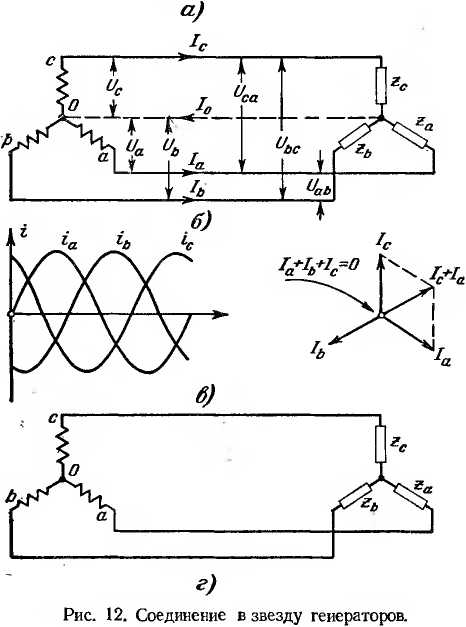 а)
c I_c
U_c U_ca z_c
0 I_0
b a U_a U_b U_bc z_b z_a
I_a
I_b U_ab
б)
i i_a i_b i_c
I_a+I_b+I_c=0 I_c I_c+I_a
I_b I_a
в)
c z_c
0
b a z_b z_a
г)
Рис. 12. Соединение в звезду генераторов.